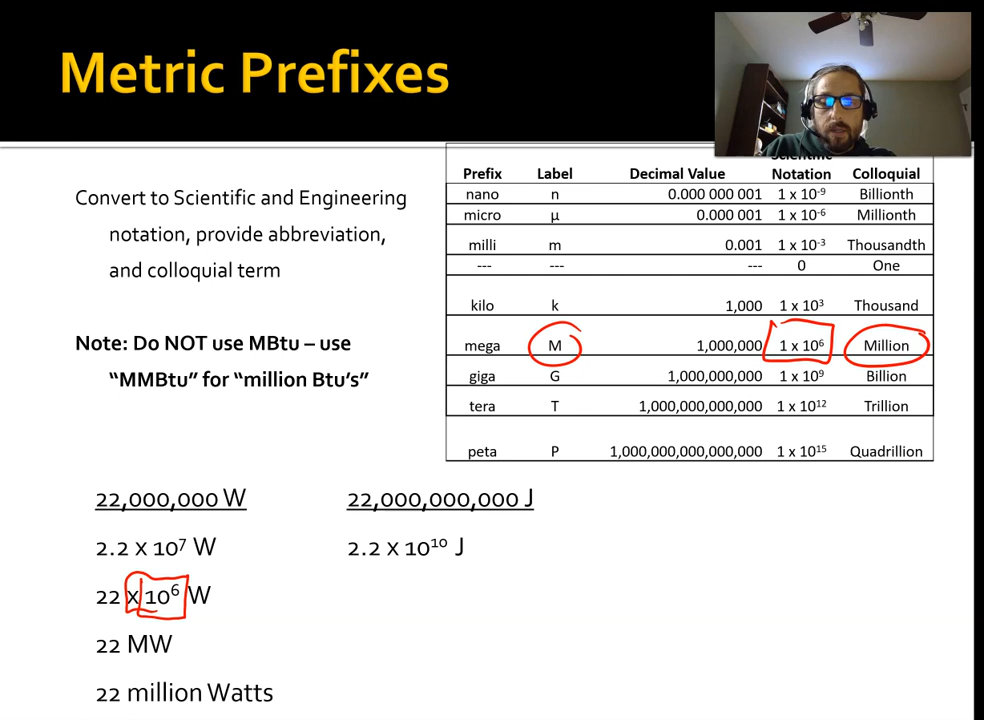 Metric Prefixes
Convert to Scientific and Engineering
notation, provide abbreviation,
and colloquial term
Note: Do NOT use MBtu – use
“MMBtu” for “million Btu’s”
Prefix Label Decimal Value Notation Colloquial
nano n 0.000 000 001 1 x 10⁻⁹ Billionth
micro µ 0.000 001 1 x 10⁻⁶ Millionth
milli m 0.001 1 x 10⁻³ Thousandth
--- --- --- 0 One
kilo k 1,000 1 x 10³ Thousand
mega M 1,000,000 1 x 10⁶ Million
giga G 1,000,000,000 1 x 10⁹ Billion
tera T 1,000,000,000,000 1 x 10¹² Trillion
peta P 1,000,000,000,000,000 1 x 10¹⁵ Quadrillion
22,000,000 W
2.2 x 10⁷ W
22 x 10⁶ W
22 MW
22 million Watts
22,000,000,000 J
2.2 x 10¹⁰ J